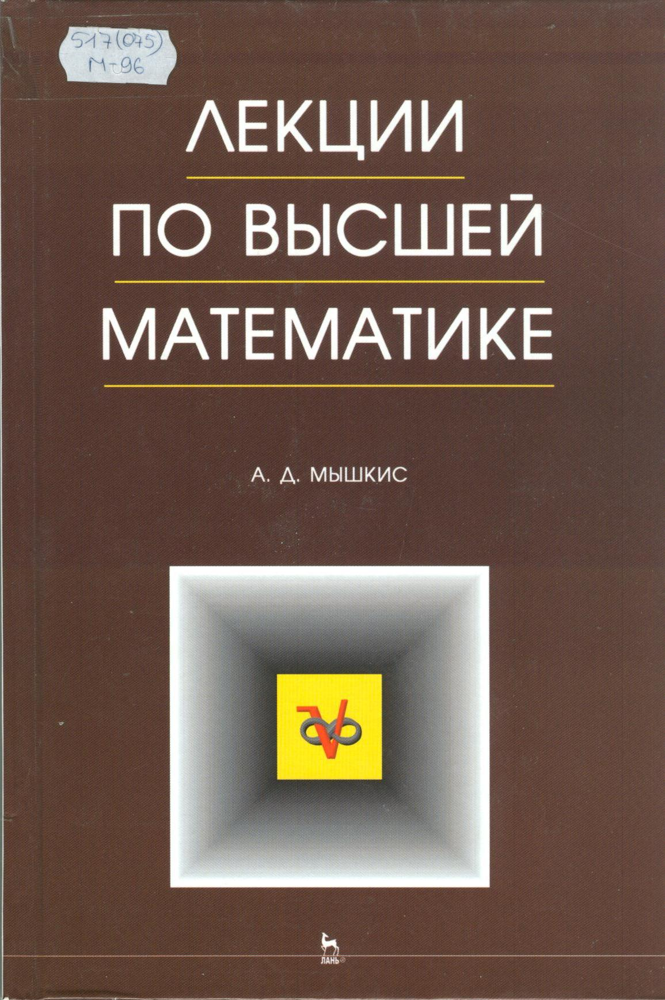 517(075)
М-96
ЛЕКЦИИ
ПО ВЫСШЕЙ
МАТЕМАТИКЕ
А. Д. МЫШКИС
ЛАНЬ®